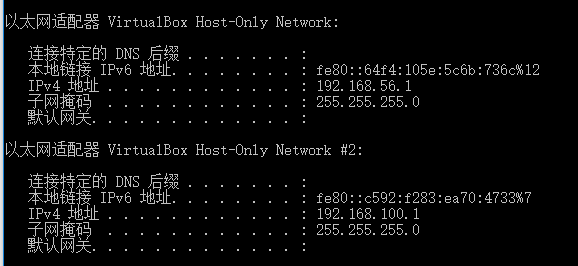 以太网适配器 VirtualBox Host-Only Network:
连接特定的 DNS 后缀 . . . . . . . :
本地链接 IPv6 地址. . . . . . . . : fe80::64f4:105e:5c6b:736c%12
IPv4 地址 . . . . . . . . . . . . : 192.168.56.1
子网掩码  . . . . . . . . . . . . : 255.255.255.0
默认网关. . . . . . . . . . . . . :
以太网适配器 VirtualBox Host-Only Network #2:
连接特定的 DNS 后缀 . . . . . . . :
本地链接 IPv6 地址. . . . . . . . : fe80::c592:f283:ea70:4733%7
IPv4 地址 . . . . . . . . . . . . : 192.168.100.1
子网掩码  . . . . . . . . . . . . : 255.255.255.0
默认网关. . . . . . . . . . . . . :